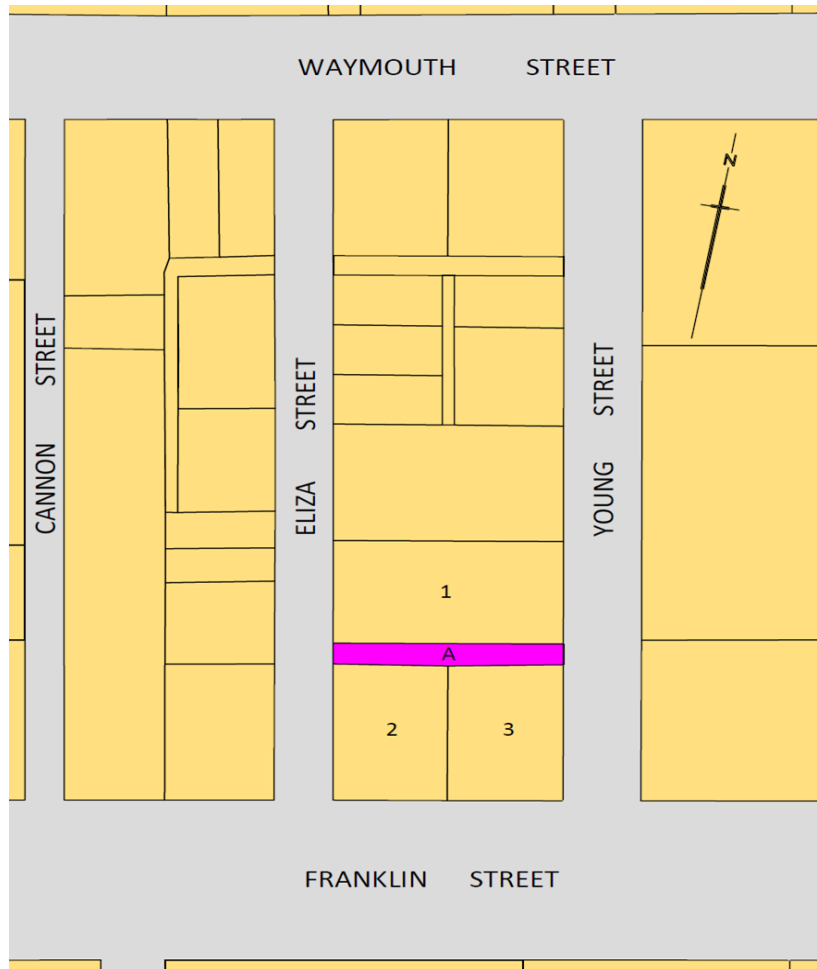 WAYMOUTH STREET
N
CANNON STREET
ELIZA STREET
YOUNG STREET
1
A
2
3
FRANKLIN STREET